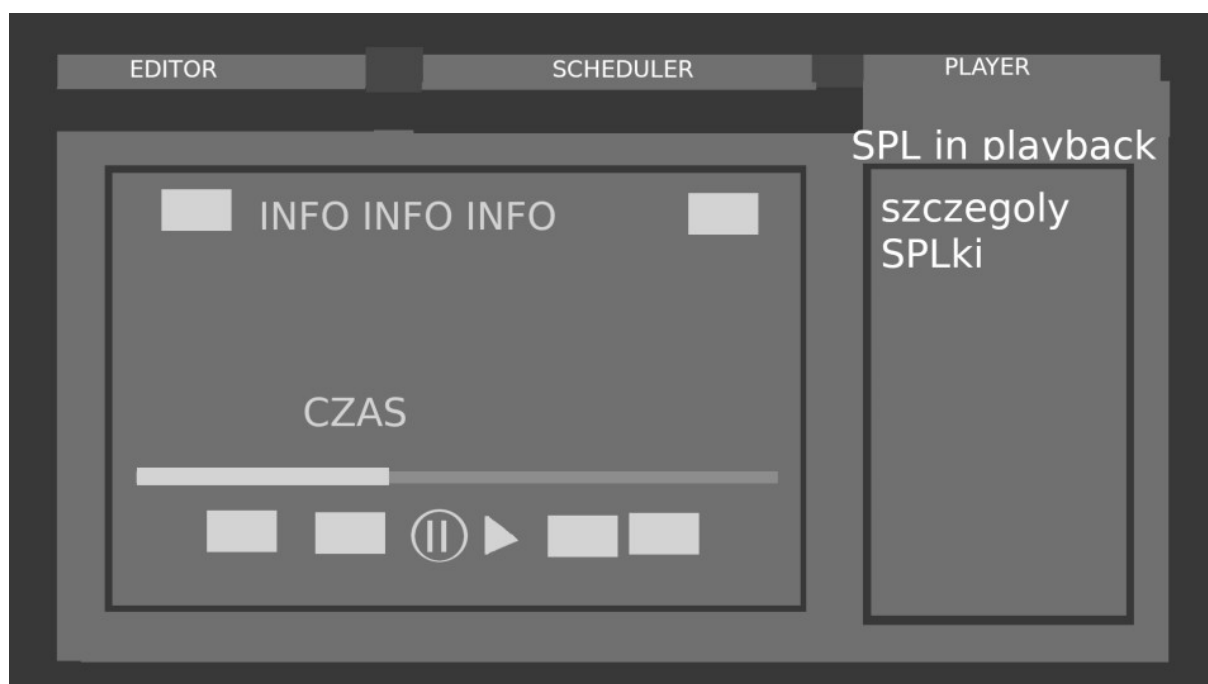 EDITOR
SCHEDULER
PLAYER
SPL in playback
INFO INFO INFO
szczegoly
SPLki
CZAS